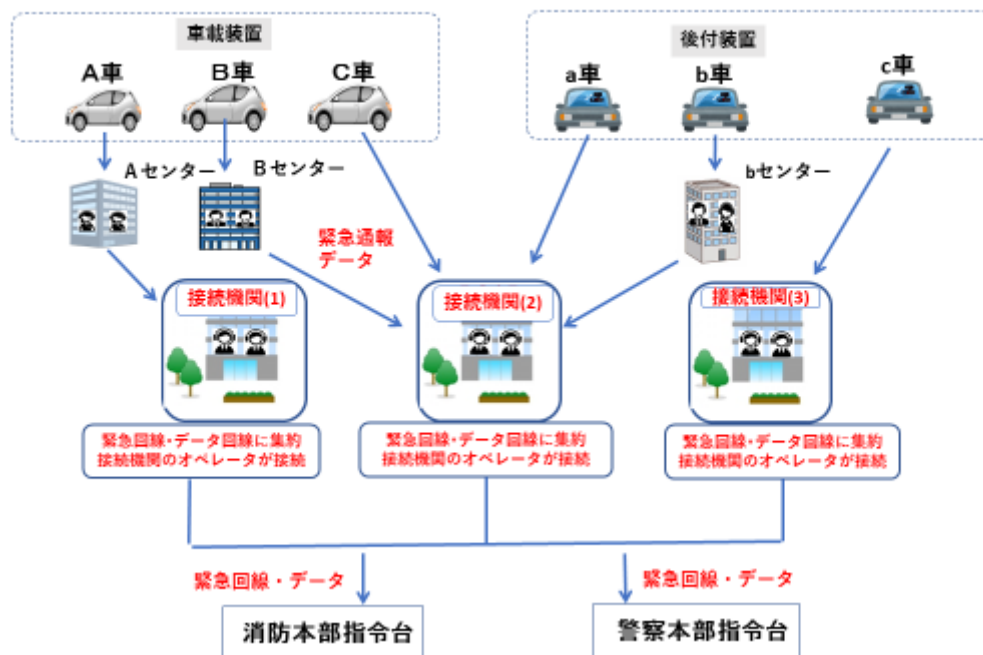 車載装置
後付装置
A車
B車
C車
a車
b車
c車
Aセンター
Bセンター
bセンター
緊急通報
データ
接続機関(1)
接続機関(2)
接続機関(3)
緊急回線・データ回線に集約
接続機関のオペレータが接続
緊急回線・データ回線に集約
接続機関のオペレータが接続
緊急回線・データ回線に集約
接続機関のオペレータが接続
緊急回線・データ
緊急回線・データ
消防本部指令台
警察本部指令台